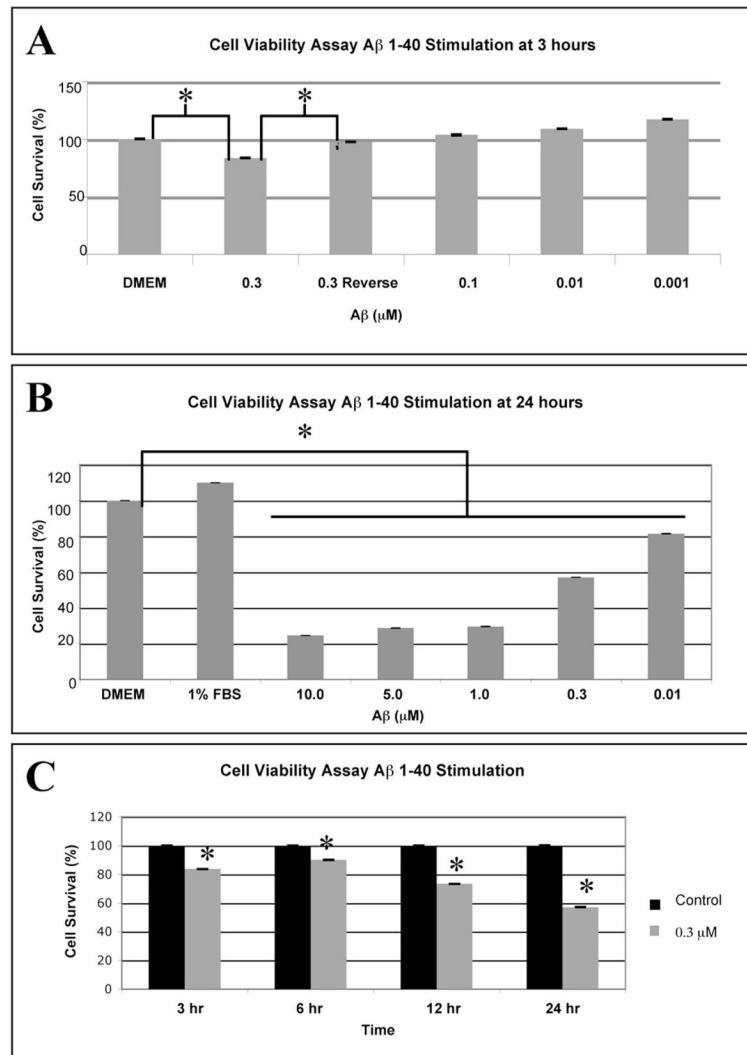 A
Cell Viability Assay Aβ 1-40 Stimulation at 3 hours
Cell Survival (%)
150
100
50
0
*
*
DMEM 0.3 0.3 Reverse 0.1 0.01 0.001
Aβ (μM)
B
Cell Viability Assay Aβ 1-40 Stimulation at 24 hours
*
Cell Survival (%)
120
100
80
60
40
20
0
DMEM 1% FBS 10.0 5.0 1.0 0.3 0.01
Aβ (μM)
C
Cell Viability Assay Aβ 1-40 Stimulation
Cell Survival (%)
120
100
80
60
40
20
0
* * * *
Control
0.3 μM
3 hr 6 hr 12 hr 24 hr
Time